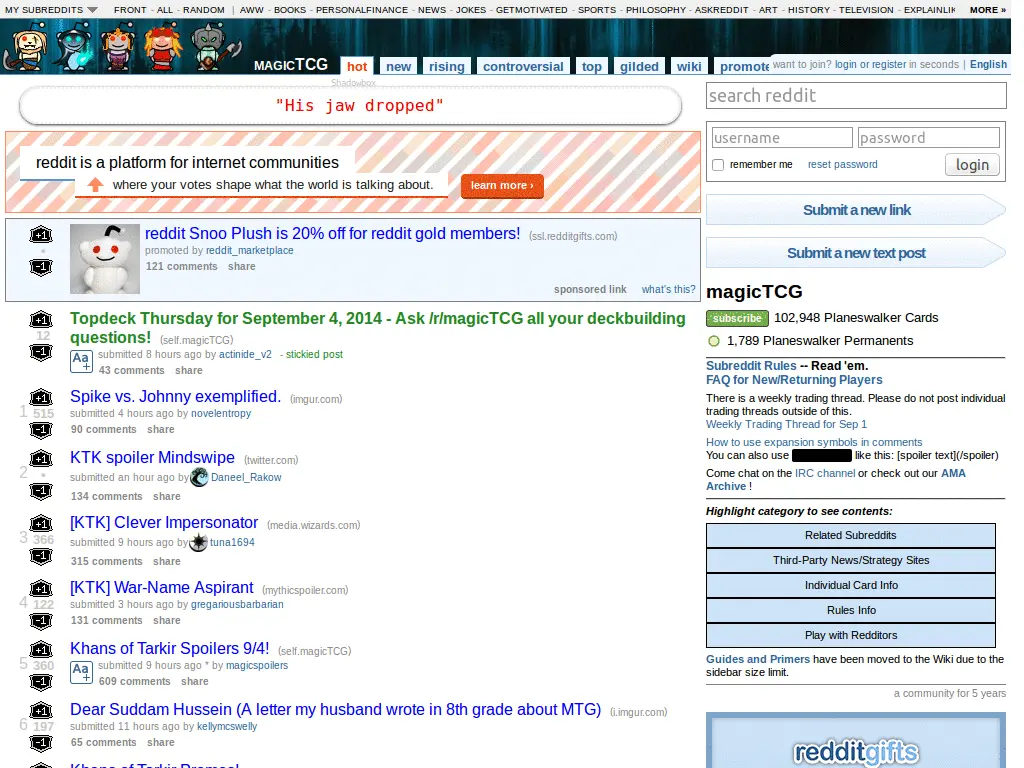 MY SUBREDDITS FRONT - ALL - RANDOM | AWW - BOOKS - PERSONALFINANCE - NEWS - JOKES - GETMOTIVATED - SPORTS - PHILOSOPHY - ASKREDDIT - ART - HISTORY - TELEVISION - EXPLAINLIK MORE »
MAGICTCG hot new rising controversial top gilded wiki promote want to join? login or register in seconds | English
Shadowbox
"His jaw dropped"
reddit is a platform for internet communities
where your votes shape what the world is talking about. learn more ›
+1
-1
reddit Snoo Plush is 20% off for reddit gold members! (ssl.redditgifts.com)
promoted by reddit_marketplace
121 comments share
sponsored link what's this?
+1
12
-1
Topdeck Thursday for September 4, 2014 - Ask /r/magicTCG all your deckbuilding
questions! (self.magicTCG)
Aa+
submitted 8 hours ago by actinide_v2 - stickied post
43 comments share
+1
1 515
-1
Spike vs. Johnny exemplified. (imgur.com)
submitted 4 hours ago by novelentropy
90 comments share
+1
2
-1
KTK spoiler Mindswipe (twitter.com)
submitted an hour ago by Daneel_Rakow
134 comments share
+1
3 366
-1
[KTK] Clever Impersonator (media.wizards.com)
submitted 9 hours ago by tuna1694
315 comments share
+1
4 122
-1
[KTK] War-Name Aspirant (mythicspoiler.com)
submitted 3 hours ago by gregariousbarbarian
131 comments share
+1
5 360
-1
Khans of Tarkir Spoilers 9/4! (self.magicTCG)
Aa+
submitted 9 hours ago * by magicspoilers
609 comments share
+1
6 197
-1
Dear Suddam Hussein (A letter my husband wrote in 8th grade about MTG) (i.imgur.com)
submitted 11 hours ago by kellymcswelly
65 comments share
Khans of Tarkir Promos!
search reddit
username password
remember me reset password login
Submit a new link
Submit a new text post
magicTCG
subscribe 102,948 Planeswalker Cards
1,789 Planeswalker Permanents
Subreddit Rules -- Read 'em.
FAQ for New/Returning Players
There is a weekly trading thread. Please do not post individual
trading threads outside of this.
Weekly Trading Thread for Sep 1
How to use expansion symbols in comments
You can also use like this: [spoiler text](/spoiler)
Come chat on the IRC channel or check out our AMA
Archive !
Highlight category to see contents:
Related Subreddits
Third-Party News/Strategy Sites
Individual Card Info
Rules Info
Play with Redditors
Guides and Primers have been moved to the Wiki due to the
sidebar size limit.
a community for 5 years
redditgifts